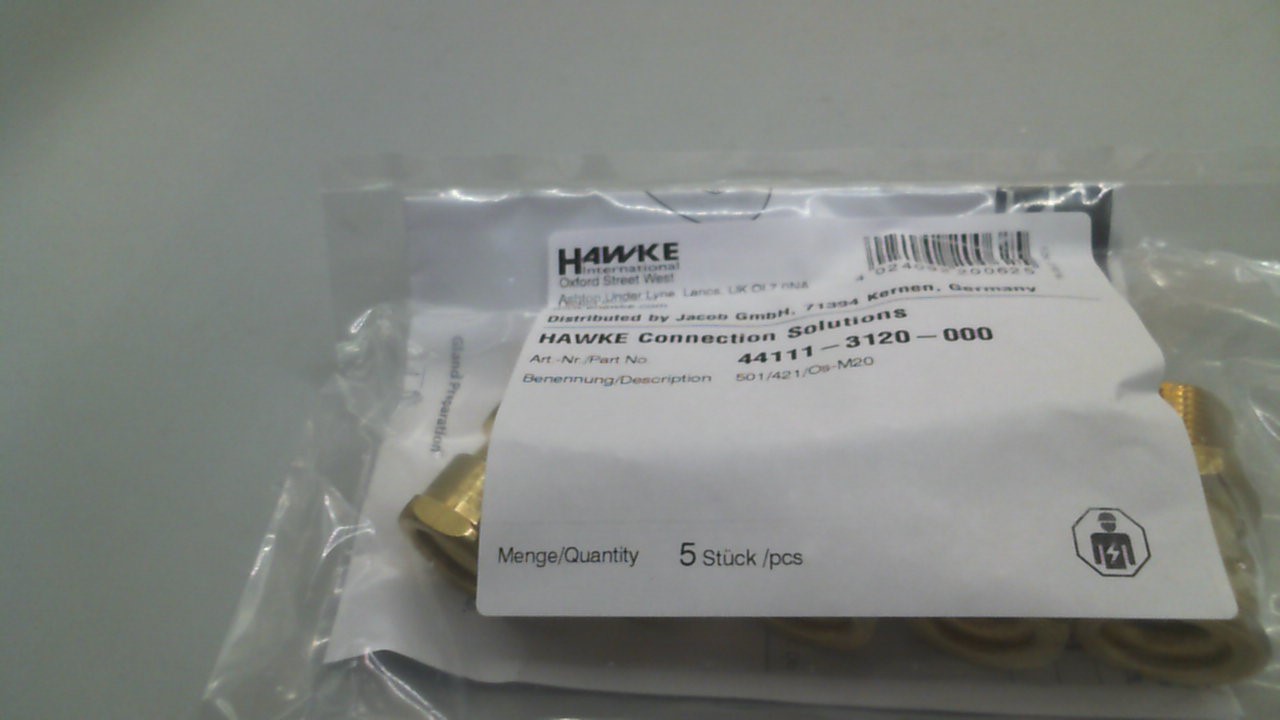 HAWKE
International
Oxford Street West
Ashton Under Lyne, Lancs, UK OL7 0NA
Distributed by Jacob GmbH, 71394 Kernen, Germany
HAWKE Connection Solutions
Art.-Nr./Part No. 44111-3120-000
Benennung/Description 501/421/Os-M20
Menge/Quantity 5 Stück /pcs
Gland Preparation